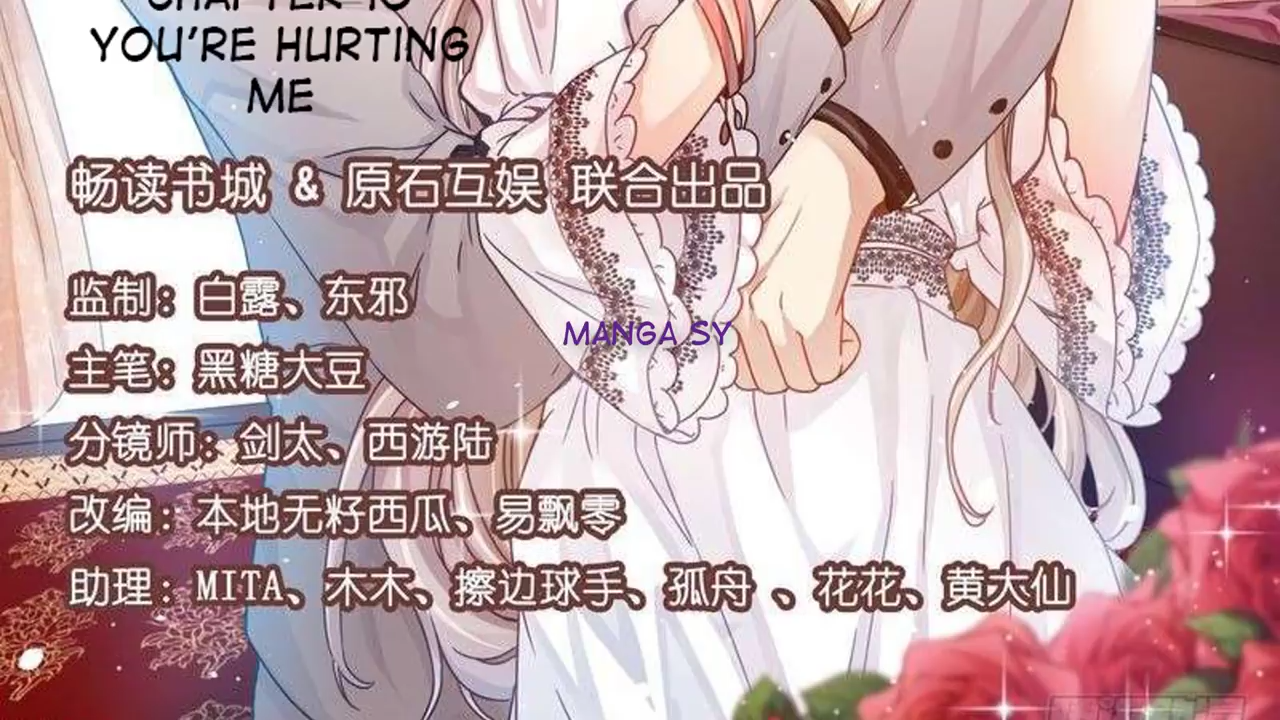 YOU'RE HURTING
ME
畅读书城 & 原石互娱 联合出品
监制：白露、东邪
主笔：黑糖大豆
MANGA SY
分镜师：剑太、西游陆
改编：本地无籽西瓜、易飘零
助理：MITA、木木、擦边球手、孤舟 、花花、黄大仙